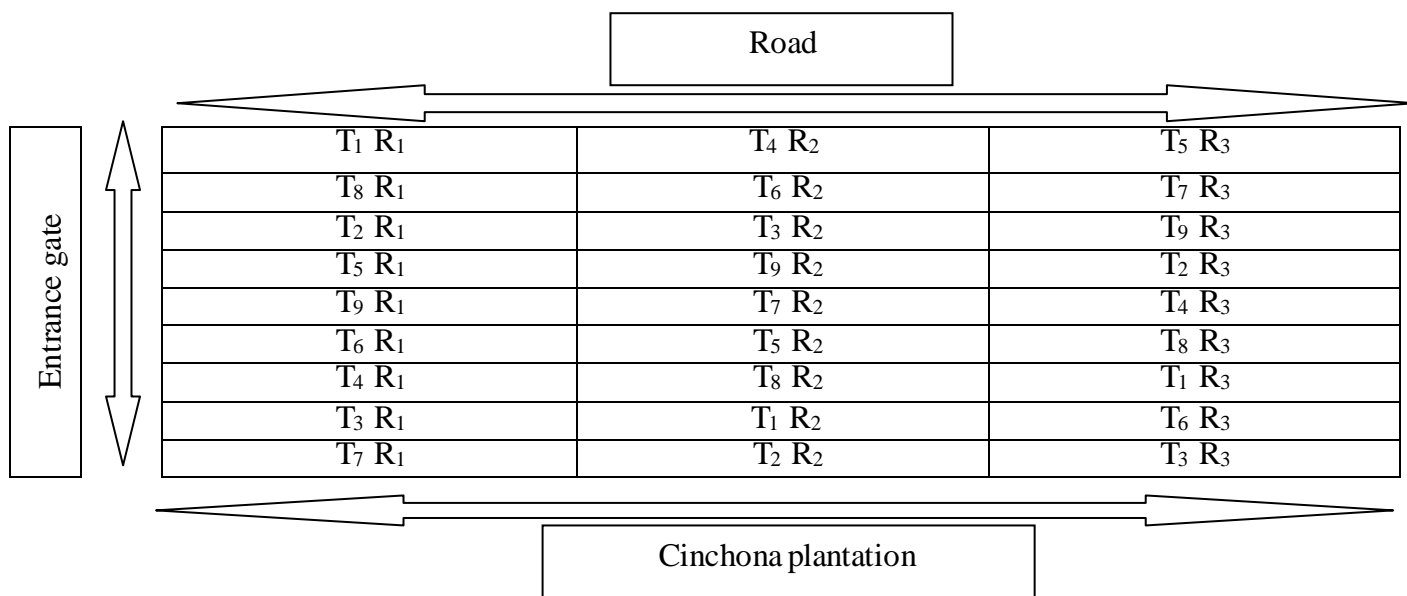 Road
Entrance gate
T₁ R₁ T₄ R₂ T₅ R₃
T₈ R₁ T₆ R₂ T₇ R₃
T₂ R₁ T₃ R₂ T₉ R₃
T₅ R₁ T₉ R₂ T₂ R₃
T₉ R₁ T₇ R₂ T₄ R₃
T₆ R₁ T₅ R₂ T₈ R₃
T₄ R₁ T₈ R₂ T₁ R₃
T₃ R₁ T₁ R₂ T₆ R₃
T₇ R₁ T₂ R₂ T₃ R₃
Cinchona plantation